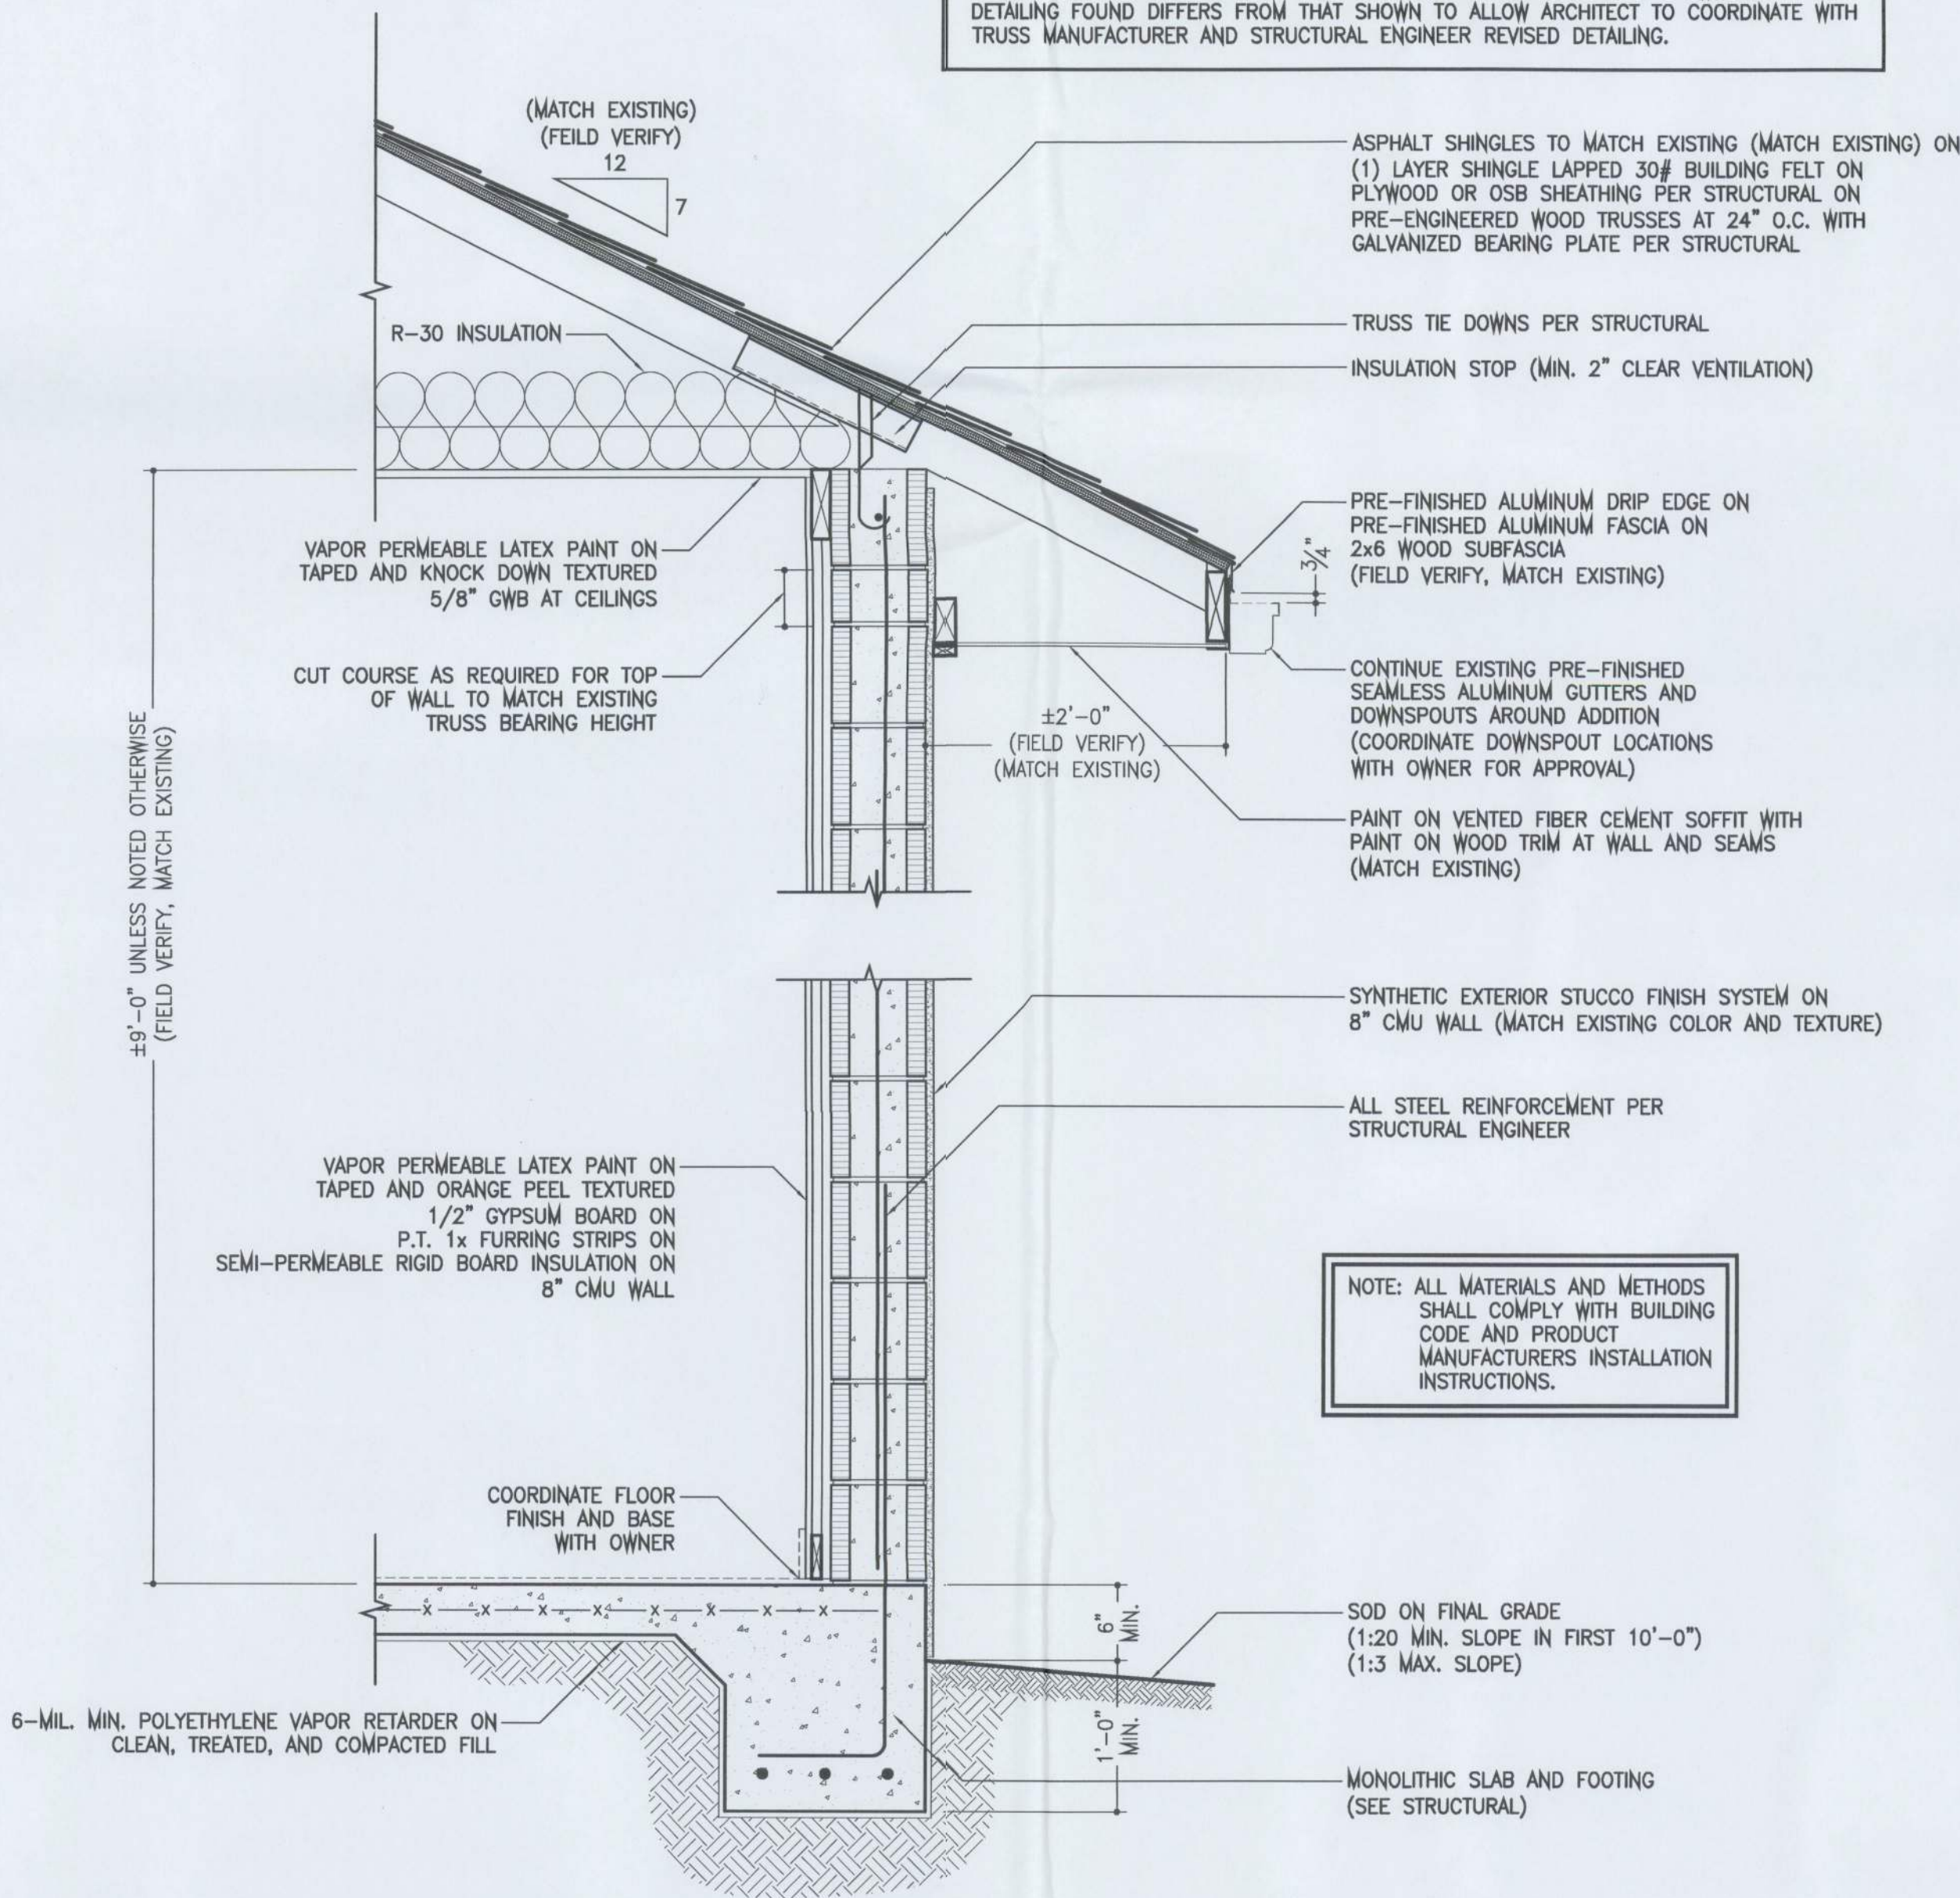 DETAILING FOUND DIFFERS FROM THAT SHOWN TO ALLOW ARCHITECT TO COORDINATE WITH
TRUSS MANUFACTURER AND STRUCTURAL ENGINEER REVISED DETAILING.
(MATCH EXISTING)
(FEILD VERIFY)
12
7
ASPHALT SHINGLES TO MATCH EXISTING (MATCH EXISTING) ON
(1) LAYER SHINGLE LAPPED 30# BUILDING FELT ON
PLYWOOD OR OSB SHEATHING PER STRUCTURAL ON
PRE-ENGINEERED WOOD TRUSSES AT 24" O.C. WITH
GALVANIZED BEARING PLATE PER STRUCTURAL
R-30 INSULATION
TRUSS TIE DOWNS PER STRUCTURAL
INSULATION STOP (MIN. 2" CLEAR VENTILATION)
PRE-FINISHED ALUMINUM DRIP EDGE ON
PRE-FINISHED ALUMINUM FASCIA ON
2x6 WOOD SUBFASCIA
(FIELD VERIFY, MATCH EXISTING)
3/4"
VAPOR PERMEABLE LATEX PAINT ON
TAPED AND KNOCK DOWN TEXTURED
5/8" GWB AT CEILINGS
CUT COURSE AS REQUIRED FOR TOP
OF WALL TO MATCH EXISTING
TRUSS BEARING HEIGHT
CONTINUE EXISTING PRE-FINISHED
SEAMLESS ALUMINUM GUTTERS AND
DOWNSPOUTS AROUND ADDITION
(COORDINATE DOWNSPOUT LOCATIONS
WITH OWNER FOR APPROVAL)
±2'-0"
(FIELD VERIFY)
(MATCH EXISTING)
PAINT ON VENTED FIBER CEMENT SOFFIT WITH
PAINT ON WOOD TRIM AT WALL AND SEAMS
(MATCH EXISTING)
±9'-0" UNLESS NOTED OTHERWISE
(FIELD VERIFY, MATCH EXISTING)
SYNTHETIC EXTERIOR STUCCO FINISH SYSTEM ON
8" CMU WALL (MATCH EXISTING COLOR AND TEXTURE)
ALL STEEL REINFORCEMENT PER
STRUCTURAL ENGINEER
VAPOR PERMEABLE LATEX PAINT ON
TAPED AND ORANGE PEEL TEXTURED
1/2" GYPSUM BOARD ON
P.T. 1x FURRING STRIPS ON
SEMI-PERMEABLE RIGID BOARD INSULATION ON
8" CMU WALL
NOTE: ALL MATERIALS AND METHODS
SHALL COMPLY WITH BUILDING
CODE AND PRODUCT
MANUFACTURERS INSTALLATION
INSTRUCTIONS.
COORDINATE FLOOR
FINISH AND BASE
WITH OWNER
X X X X X X X X
6"
MIN.
SOD ON FINAL GRADE
(1:20 MIN. SLOPE IN FIRST 10'-0")
(1:3 MAX. SLOPE)
6-MIL. MIN. POLYETHYLENE VAPOR RETARDER ON
CLEAN, TREATED, AND COMPACTED FILL
1'-0"
MIN.
MONOLITHIC SLAB AND FOOTING
(SEE STRUCTURAL)